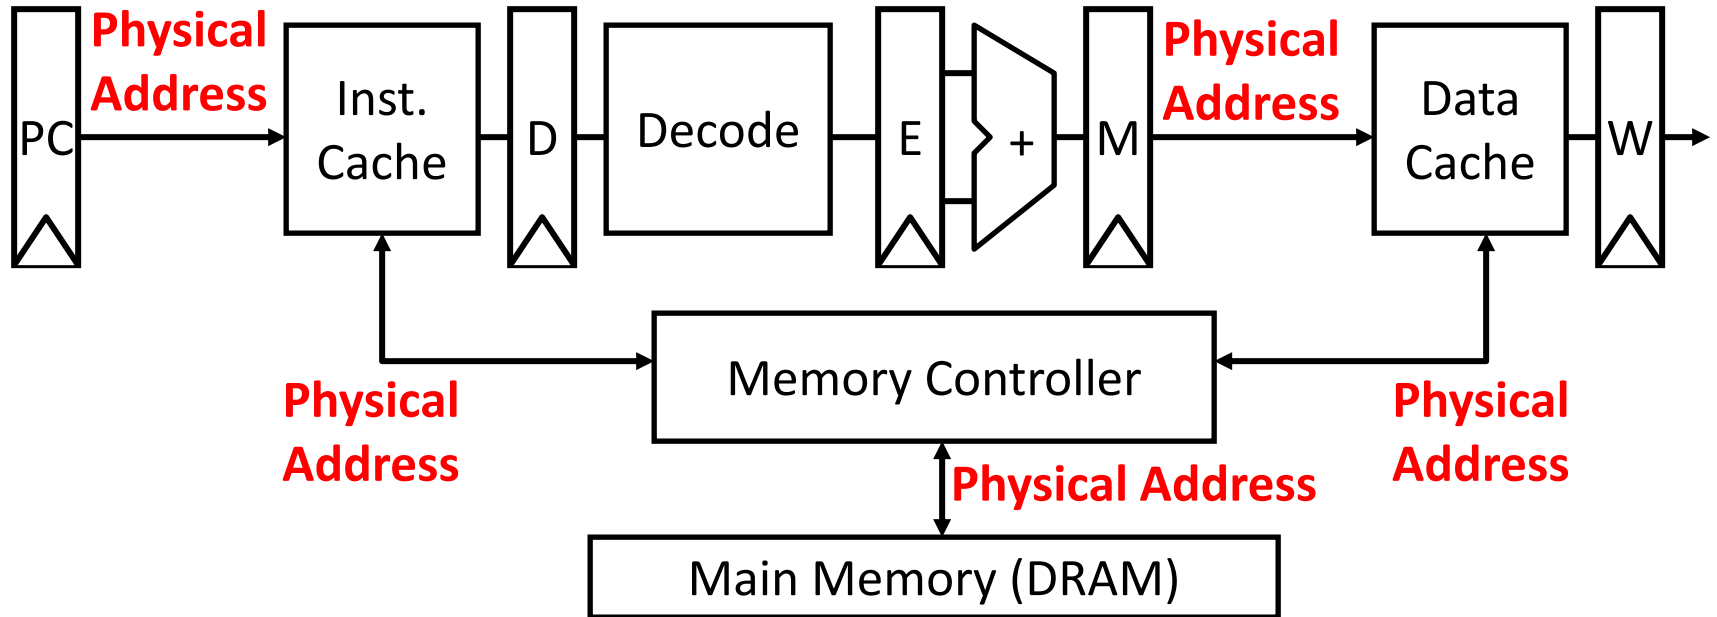 Physical
Address
PC
Inst.
Cache
D
Decode
E
+
M
Physical
Address
Data
Cache
W
Physical
Address
Memory Controller
Physical
Address
Physical Address
Main Memory (DRAM)